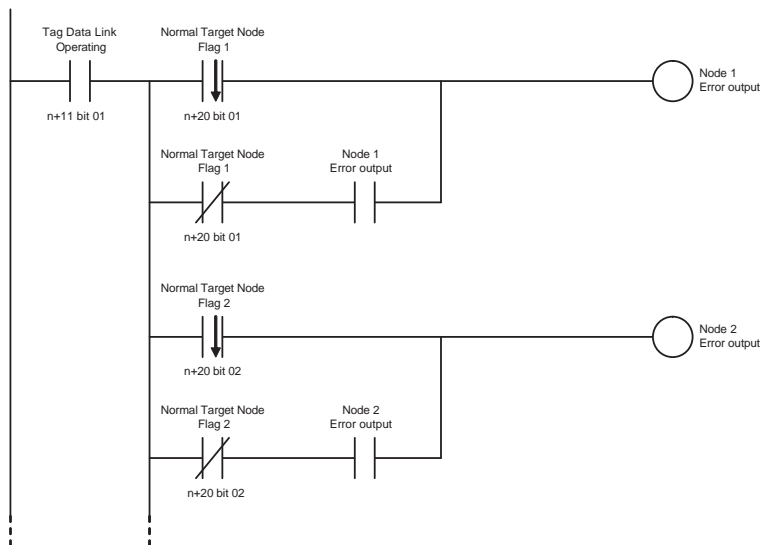 Tag Data Link
Operating
n+11 bit 01
Normal Target Node
Flag 1
n+20 bit 01
Node 1
Error output
Normal Target Node
Flag 1
n+20 bit 01
Node 1
Error output
Normal Target Node
Flag 2
n+20 bit 02
Node 2
Error output
Normal Target Node
Flag 2
n+20 bit 02
Node 2
Error output